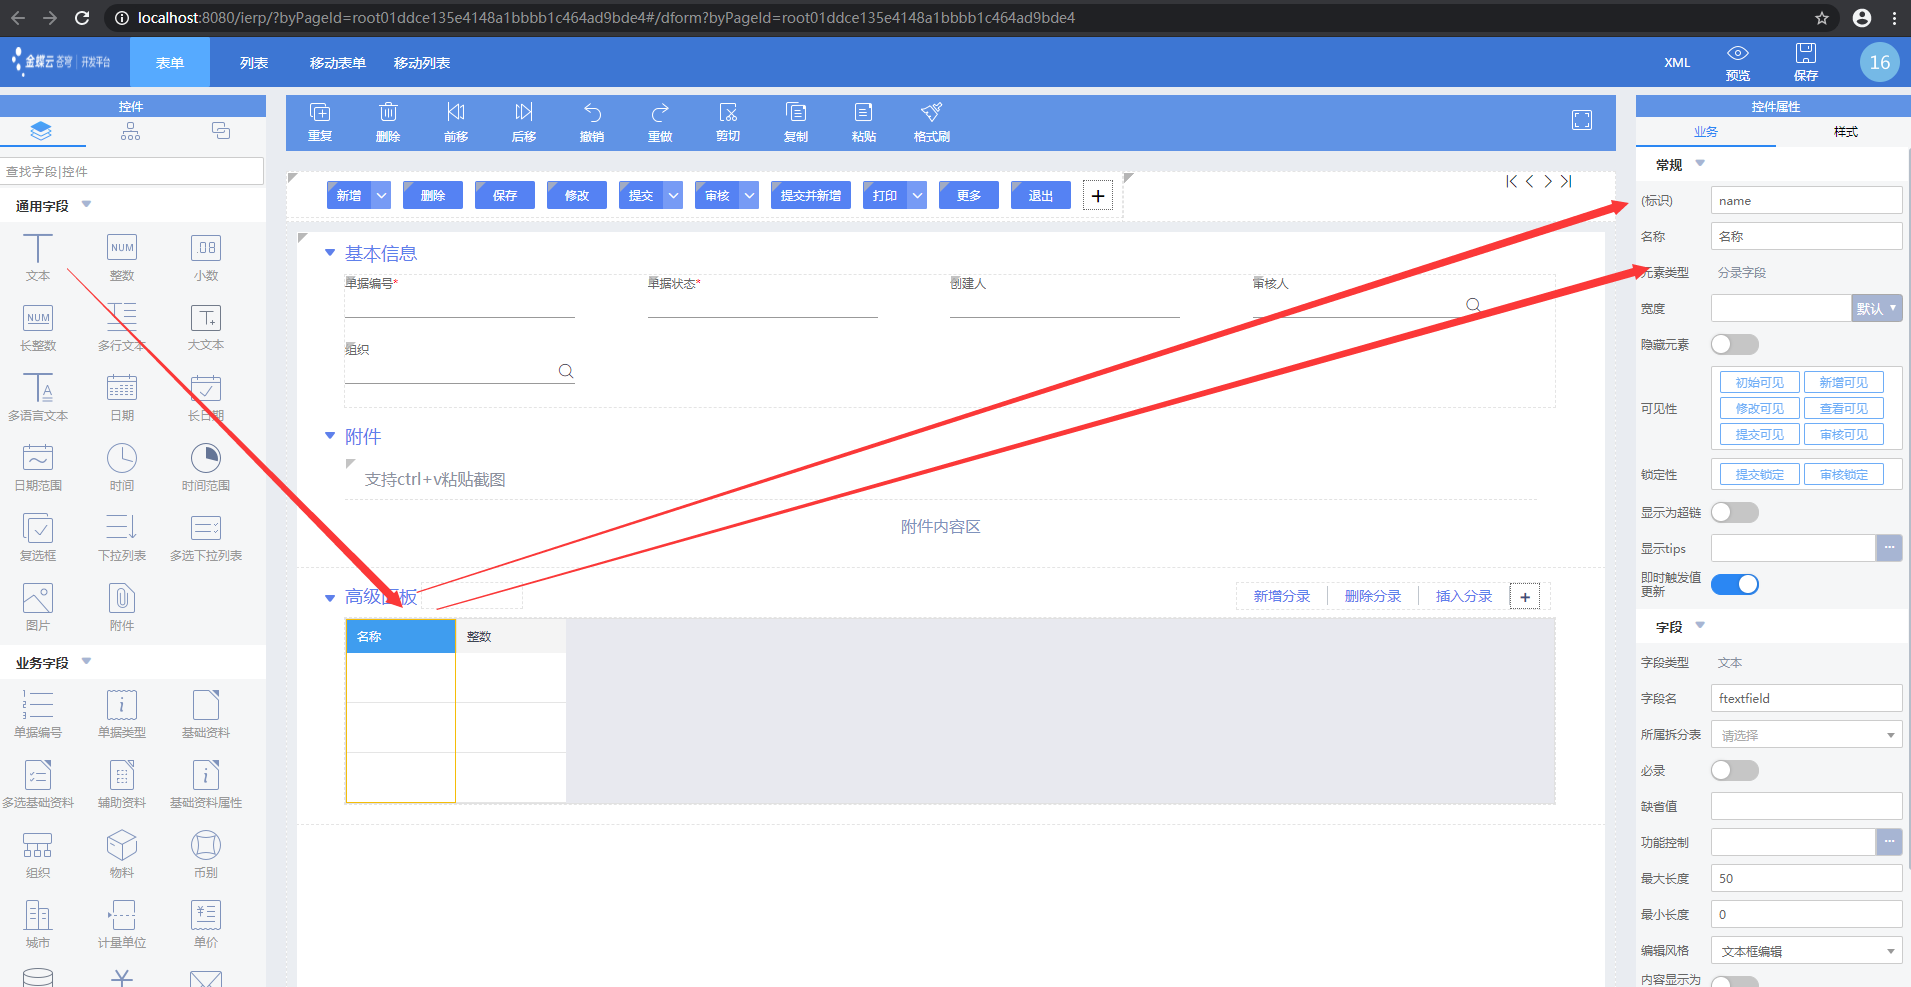 localhost:8080/ierp/?byPageId=root01ddce135e4148a1bbbb1c464ad9bde4#/dform?byPageId=root01ddce135e4148a1bbbb1c464ad9bde4
金蝶云 苍穹 | 开发平台
表单 列表 移动表单 移动列表
XML 预览 保存 16
控件
查找字段|控件
通用字段
文本 整数 小数
NUM .08
长整数 多行文本 大文本
NUM
多语言文本 日期 长日期
日期范围 时间 时间范围
复选框 下拉列表 多选下拉列表
图片 附件
业务字段
单据编号 单据类型 基础资料
多选基础资料 辅助资料 基础资料属性
组织 物料 币别
城市 计量单位 单价
重复 删除 前移 后移 撤销 重做 剪切 复制 粘贴 格式刷
新增 删除 保存 修改 提交 审核 提交并新增 打印 更多 退出 +
基本信息
单据编号* 单据状态* 创建人 审核人
组织
附件
支持ctrl+v粘贴截图
附件内容区
高级面板
新增分录 删除分录 插入分录 +
名称 整数
控件属性
业务 样式
常规
(标识) name
名称 名称
元素类型 分录字段
宽度 默认
隐藏元素
可见性 初始可见 新增可见
修改可见 查看可见
提交可见 审核可见
锁定性 提交锁定 审核锁定
显示为超链
显示tips ...
即时触发值
更新
字段
字段类型 文本
字段名 ftextfield
所属拆分表 请选择
必录
缺省值
功能控制 ...
最大长度 50
最小长度 0
编辑风格 文本框编辑
内容显示为